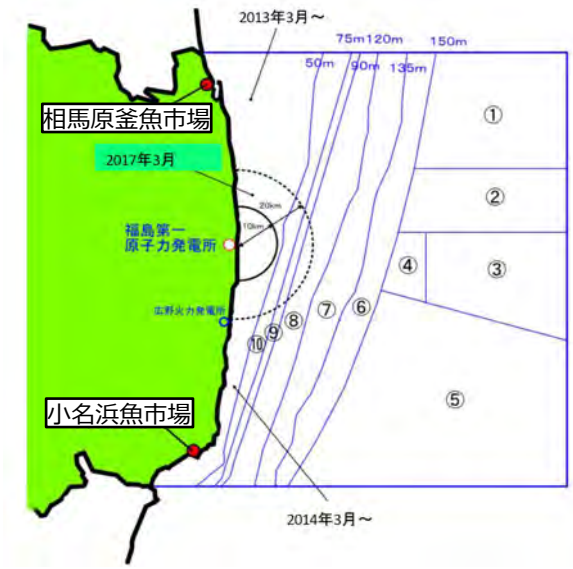 2013年3月～
75m120m
150m
50m
90m
135m
相馬原釜魚市場
①
2017年3月
②
20km
10km
福島第一
原子力発電所
④
③
広野火力発電所
⑩
⑨
⑧
⑦
⑥
⑤
小名浜魚市場
2014年3月～